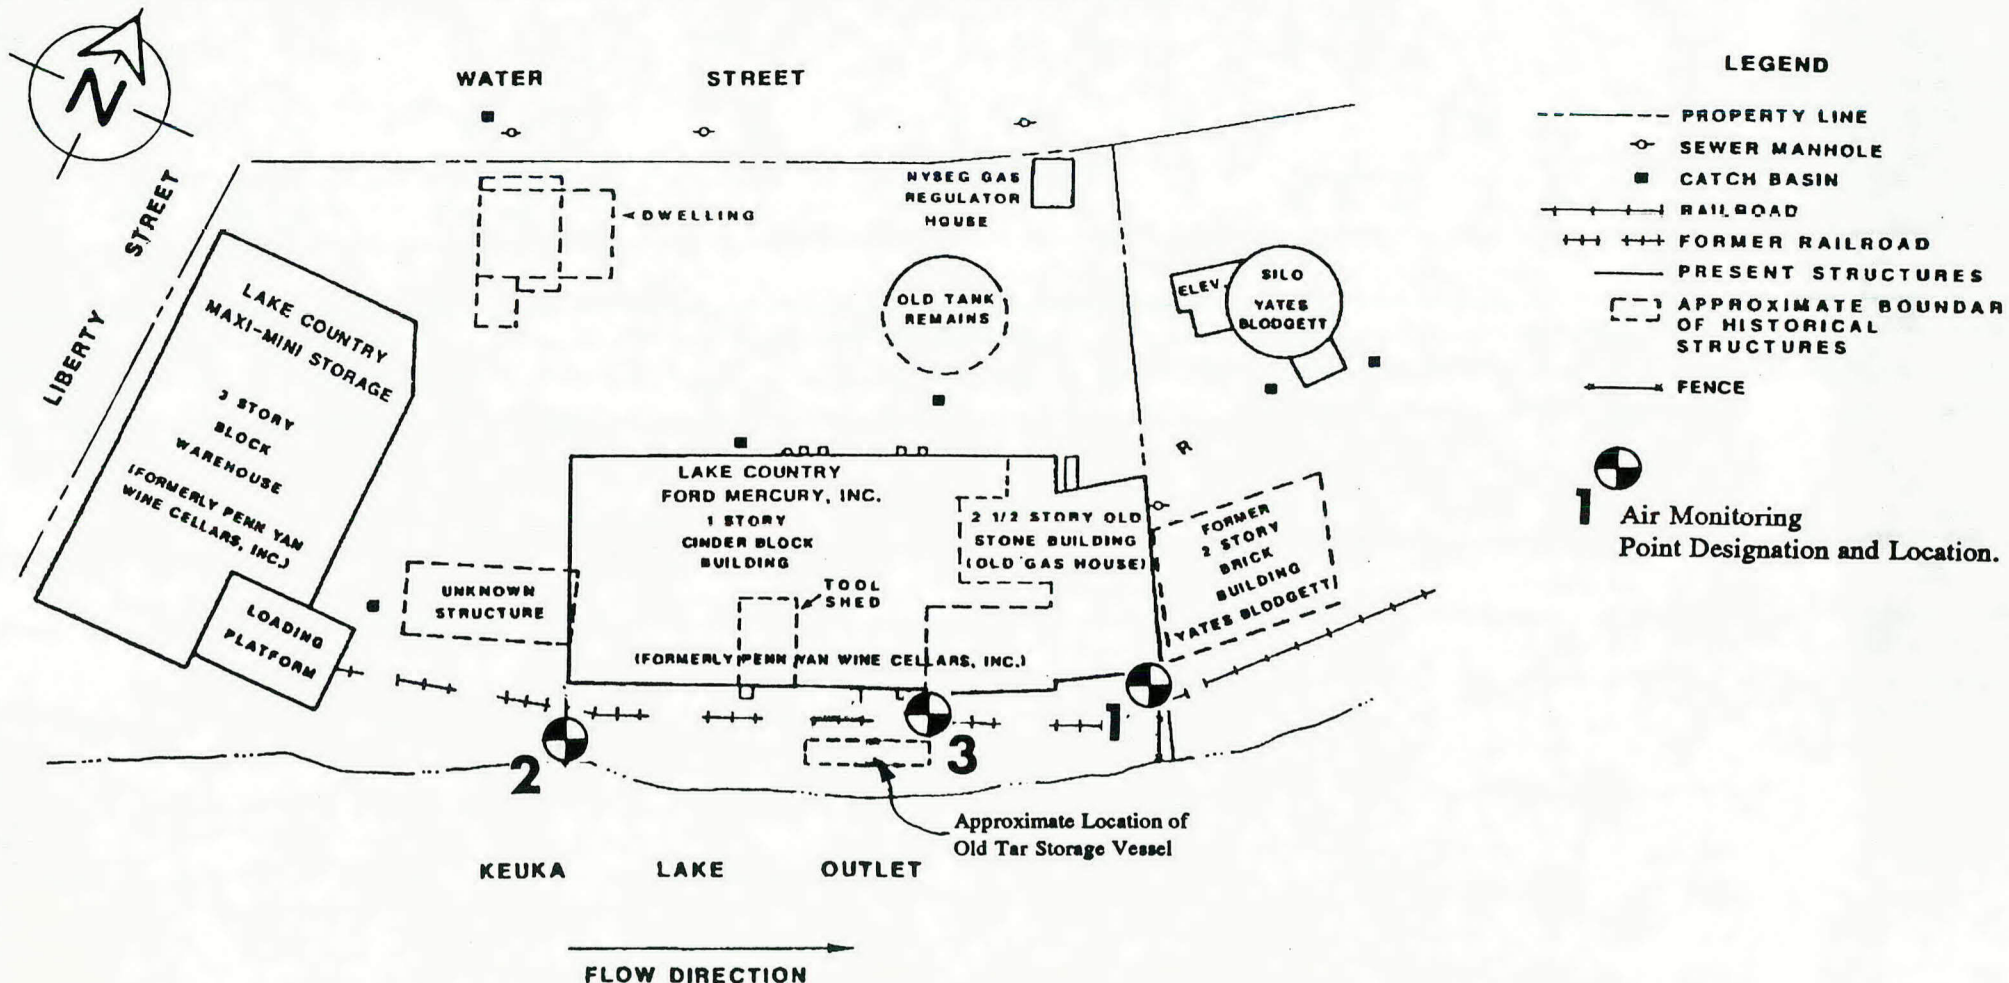 N
WATER STREET
LIBERTY STREET
LAKE COUNTRY
MAXI-MINI STORAGE
3 STORY
BLOCK
WAREHOUSE
(FORMERLY PENN YAN
WINE CELLARS, INC.)
LOADING
PLATFORM
DWELLING
NYSEG GAS
REGULATOR
HOUSE
OLD TANK
REMAINS
ELEV.
SILO
YATES
BLODGETT
R
UNKNOWN
STRUCTURE
LAKE COUNTRY
FORD MERCURY, INC.
1 STORY
CINDER BLOCK
BUILDING
TOOL
SHED
(FORMERLY PENN YAN WINE CELLARS, INC.)
2 1/2 STORY OLD
STONE BUILDING
(OLD GAS HOUSE)
FORMER
2 STORY
BRICK
BUILDING
(YATES BLODGETT)
2
3
1
Approximate Location of
Old Tar Storage Vessel
KEUKA LAKE OUTLET
FLOW DIRECTION
LEGEND
PROPERTY LINE
SEWER MANHOLE
CATCH BASIN
RAILROAD
FORMER RAILROAD
PRESENT STRUCTURES
APPROXIMATE BOUNDAR
OF HISTORICAL
STRUCTURES
FENCE
1
Air Monitoring
Point Designation and Location.